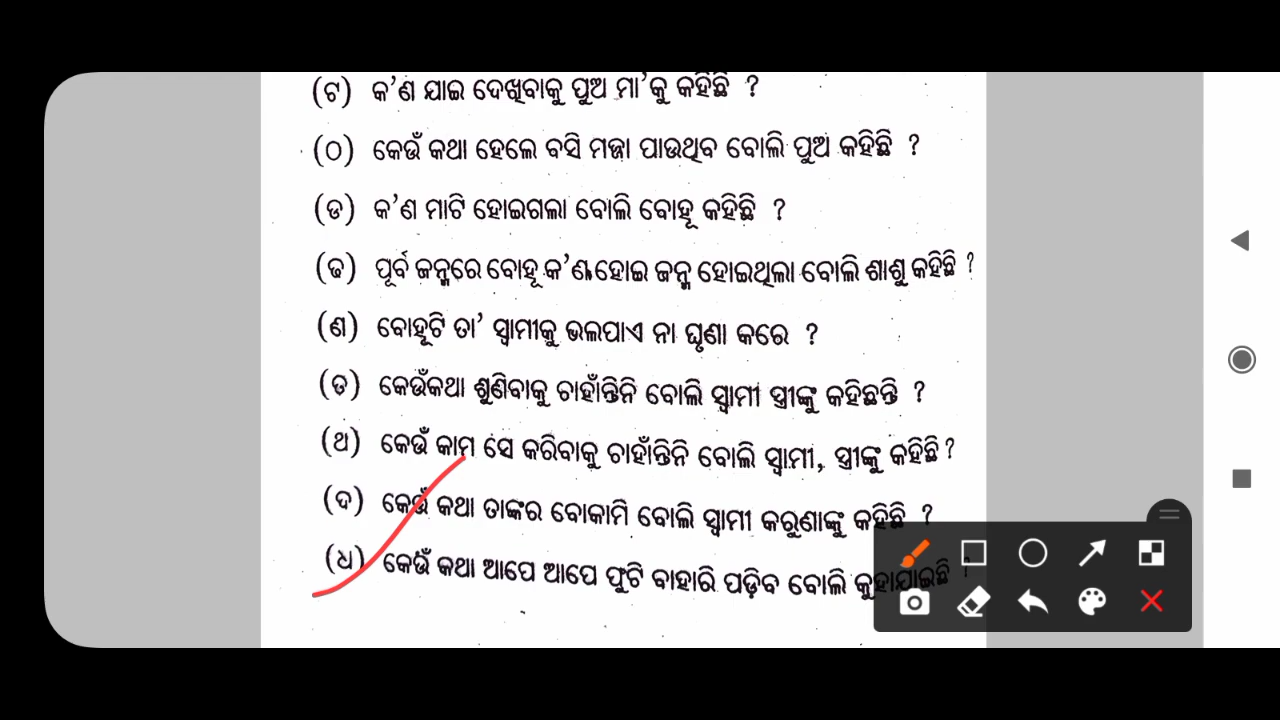 (ଟ) କ'ଣ ଯାଇ ଦେଖିବାକୁ ପୁଅ ମା'କୁ କହିଛି ?
(ଠ) କେଉଁ କଥା ହେଲେ ବସି ମଜ୍ଜା ପାଉଥିବ ବୋଲି ପୁଅ କହିଛି ?
(ଡ) କ'ଣ ମାଟି ହୋଇଗଲା ବୋଲି ବୋହୂ କହିଛି ?
(ଢ) ପୂର୍ବ ଜନ୍ମରେ ବୋହୂ କ'ଣ ହୋଇ ଜନ୍ମ ହୋଇଥିଲା ବୋଲି ଶାଶୁ କହିଛି ?
(ଣ) ବୋହୂଟି ତା' ସ୍ୱାମୀକୁ ଭଲପାଏ ନା ଘୃଣା କରେ ?
(ତ) କେଉଁକଥା ଶୁଣିବାକୁ ଚାହାଁନ୍ତିନି ବୋଲି ସ୍ୱାମୀ ସ୍ତ୍ରୀଙ୍କୁ କହିଛନ୍ତି ?
(ଥ) କେଉଁ କାମ ସେ କରିବାକୁ ଚାହାଁନ୍ତିନି ବୋଲି ସ୍ୱାମୀ, ସ୍ତ୍ରୀଙ୍କୁ କହିଛି ?
(ଦ) କେଉଁ କଥା ତାଙ୍କର ବୋକାମି ବୋଲି ସ୍ୱାମୀ କରୁଣାଙ୍କୁ କହିଛି ?
(ଧ) କେଉଁ କଥା ଆପେ ଆପେ ଫୁଟି ବାହାରି ପଡ଼ିବ ବୋଲି କୁହାଯାଇଛି ?